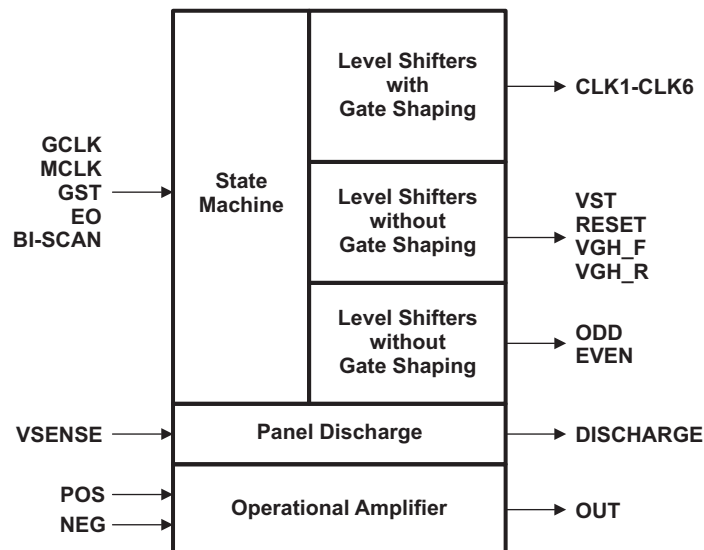 GCLK
MCLK
GST
EO
BI-SCAN
VSENSE
POS
NEG
State
Machine
Level Shifters
with
Gate Shaping
Level Shifters
without
Gate Shaping
Level Shifters
without
Gate Shaping
Panel Discharge
Operational Amplifier
CLK1-CLK6
VST
RESET
VGH_F
VGH_R
ODD
EVEN
DISCHARGE
OUT